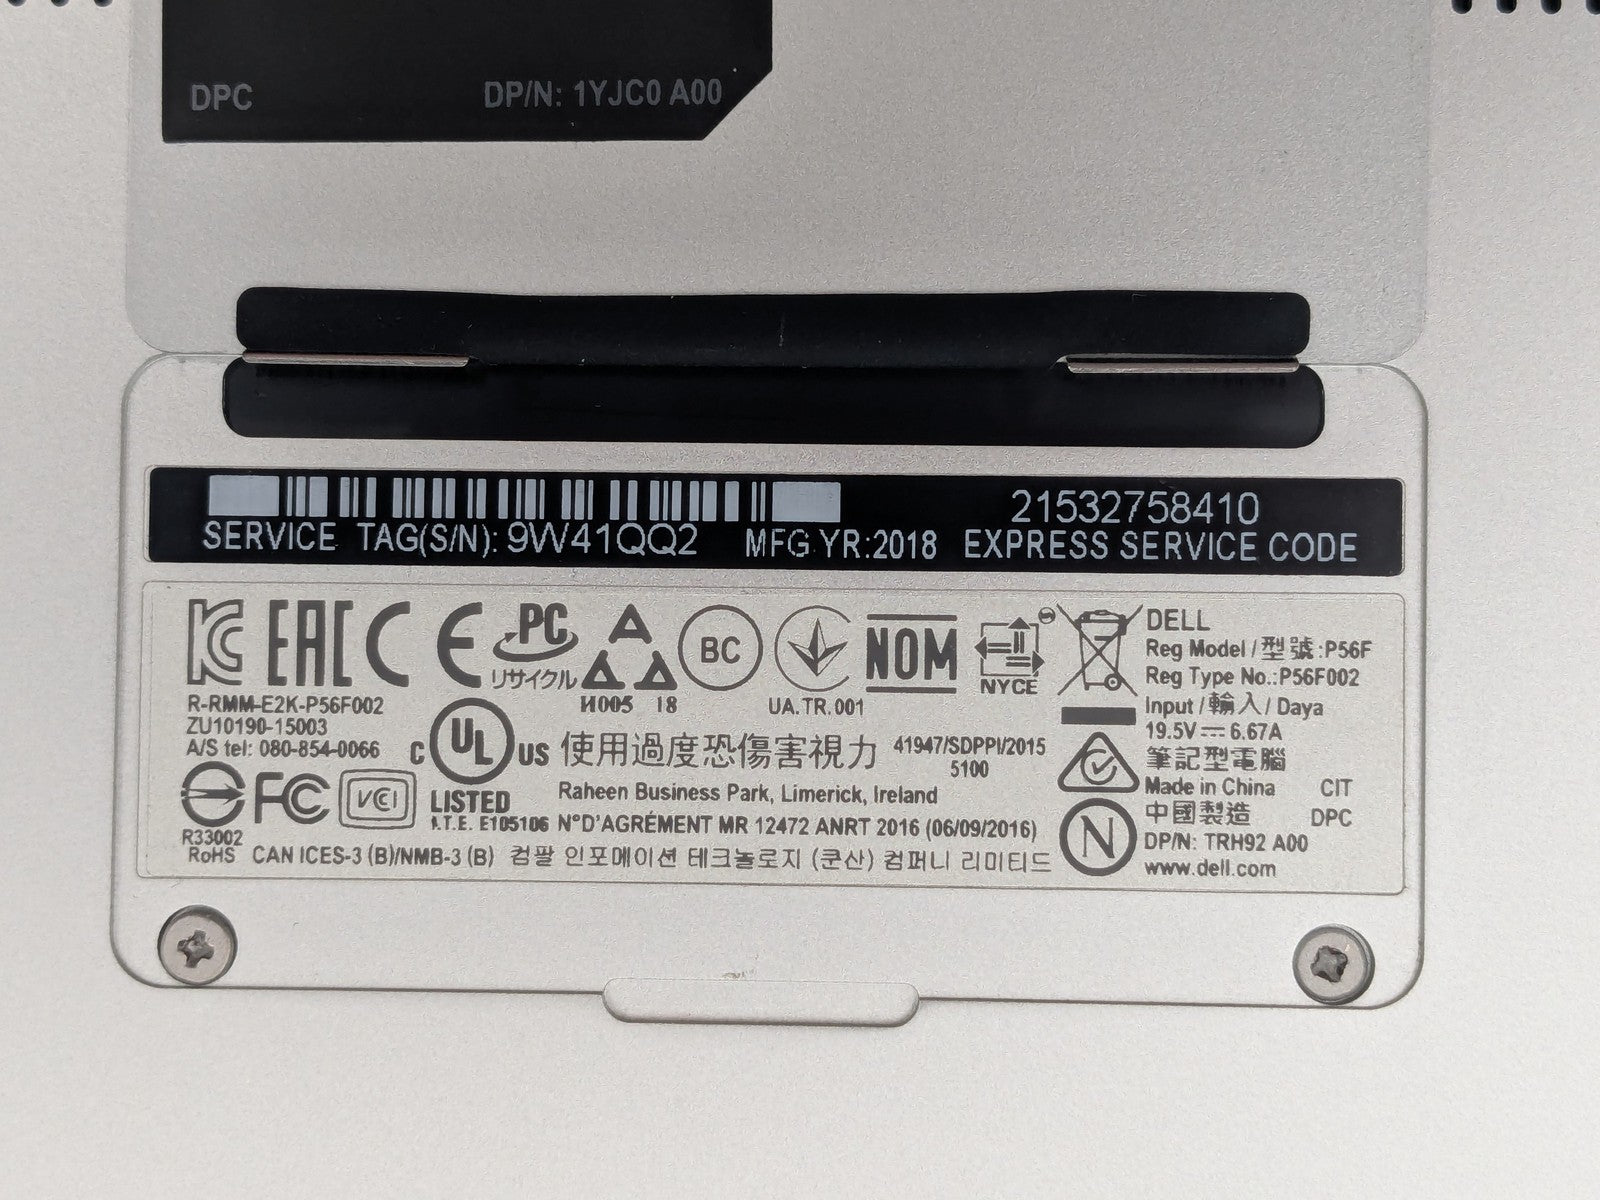 DPC DP/N: 1YJC0 A00
SERVICE TAG(S/N): 9W41QQ2 MFG YR:2018
21532758410
EXPRESS SERVICE CODE
EAC CE PC BC NOM
リサイクル И005 18 UA.TR.001 NYCE
R-RMM-E2K-P56F002
ZU10190-15003
A/S tel: 080-854-0066
C UL US
LISTED
I.T.E. E105106
使用過度恐傷害視力
41947/SDPPI/2015
5100
Raheen Business Park, Limerick, Ireland
FC VCI
R33002
RoHS
N°D'AGRÉMENT MR 12472 ANRT 2016 (06/09/2016)
CAN ICES-3 (B)/NMB-3 (B) 컴팔 인포메이션 테크놀로지 (쿤산) 컴퍼니 리미티드
N
DELL
Reg Model / 型號 :P56F
Reg Type No.:P56F002
Input / 輸入 / Daya
19.5V⎓ 6.67A
筆記型電腦
Made in China CIT
中國製造 DPC
DP/N: TRH92 A00
www.dell.com